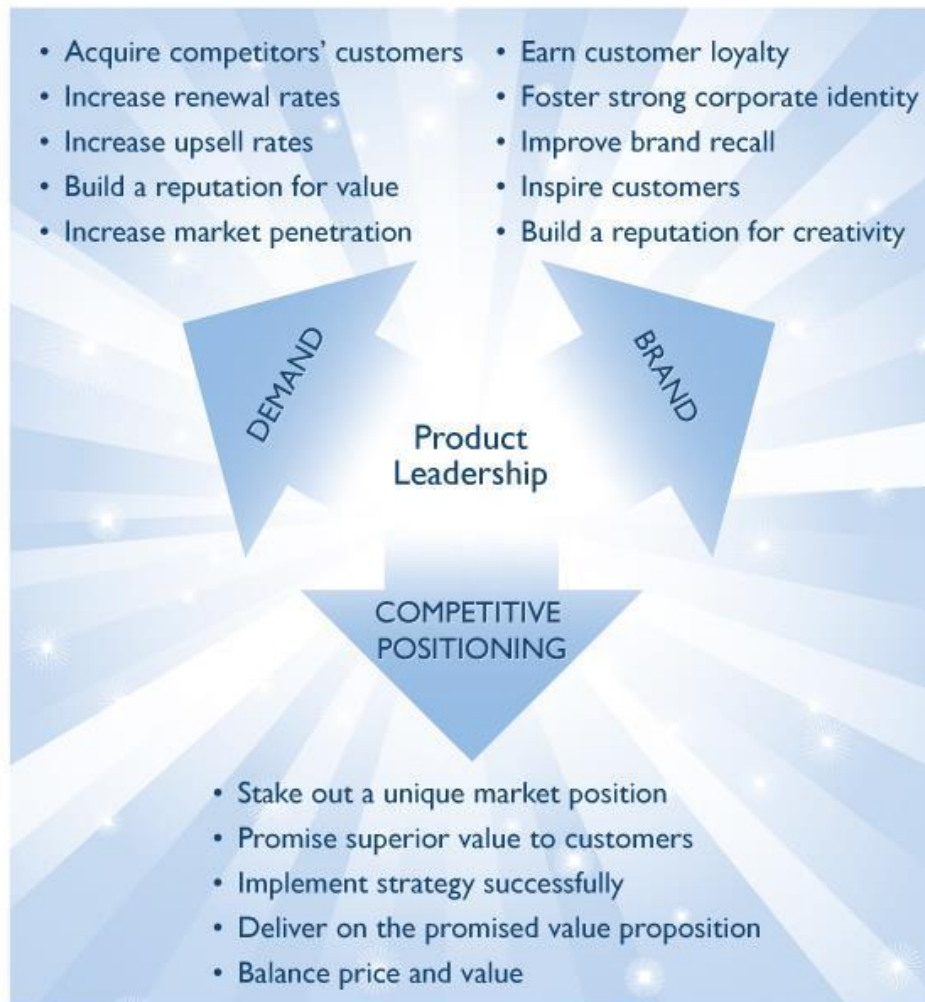 • Acquire competitors' customers
• Increase renewal rates
• Increase upsell rates
• Build a reputation for value
• Increase market penetration
• Earn customer loyalty
• Foster strong corporate identity
• Improve brand recall
• Inspire customers
• Build a reputation for creativity
DEMAND
BRAND
Product
Leadership
COMPETITIVE
POSITIONING
• Stake out a unique market position
• Promise superior value to customers
• Implement strategy successfully
• Deliver on the promised value proposition
• Balance price and value